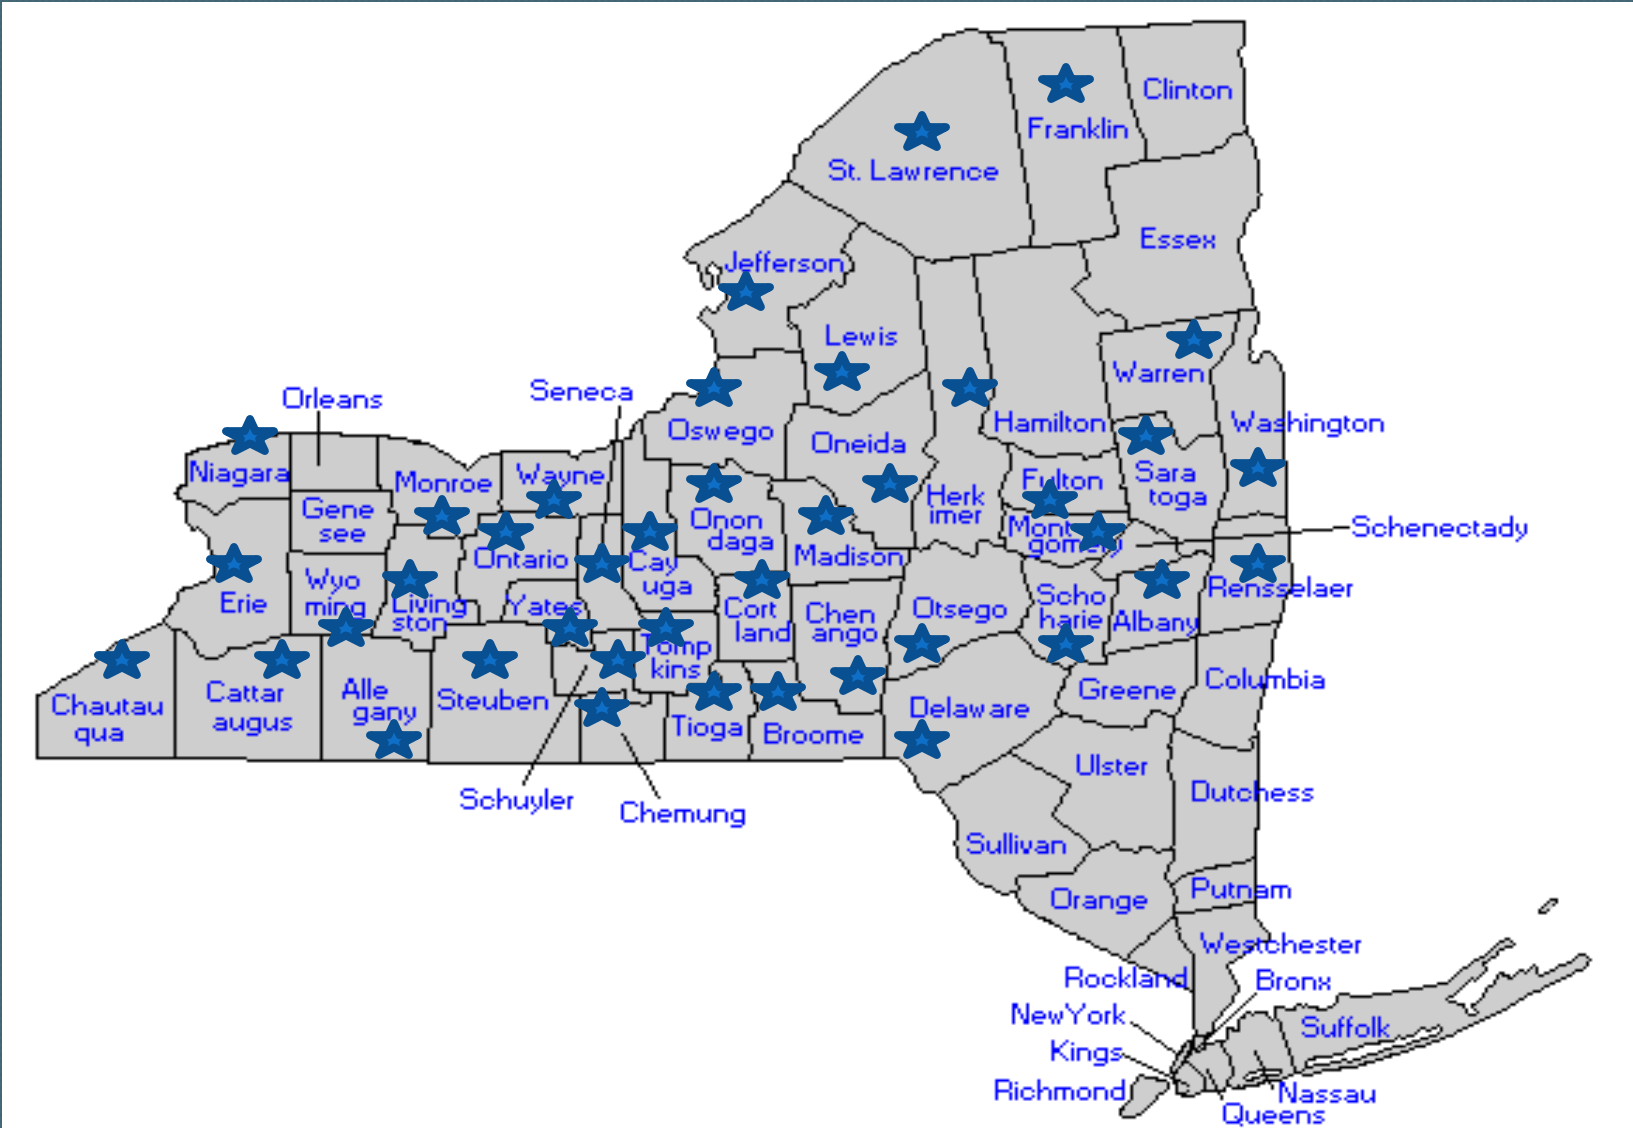 Clinton
Franklin
St. Lawrence
Essex
Jefferson
Lewis
Warren
Seneca
Orleans
Hamilton
Washington
Oswego
Oneida
Niagara
Wayne
Monroe
Fulton
Sara
toga
Herk
imer
Gene
see
Onon
daga
Mont
gomery
Schenectady
Ontario
Cay
uga
Madison
Wyo
ming
Erie
Living
ston
Yates
Cort
land
Chen
ango
Otsego
Scho
harie
Albany
Rensselaer
Tomp
kins
Chautau
qua
Cattar
augus
Alle
gany
Steuben
Greene
Columbia
Tioga
Broome
Delaware
Ulster
Schuyler
Chemung
Dutchess
Sullivan
Putnam
Orange
Westchester
Rockland
Bronx
NewYork
Suffolk
Kings
Richmond
Nassau
Queens